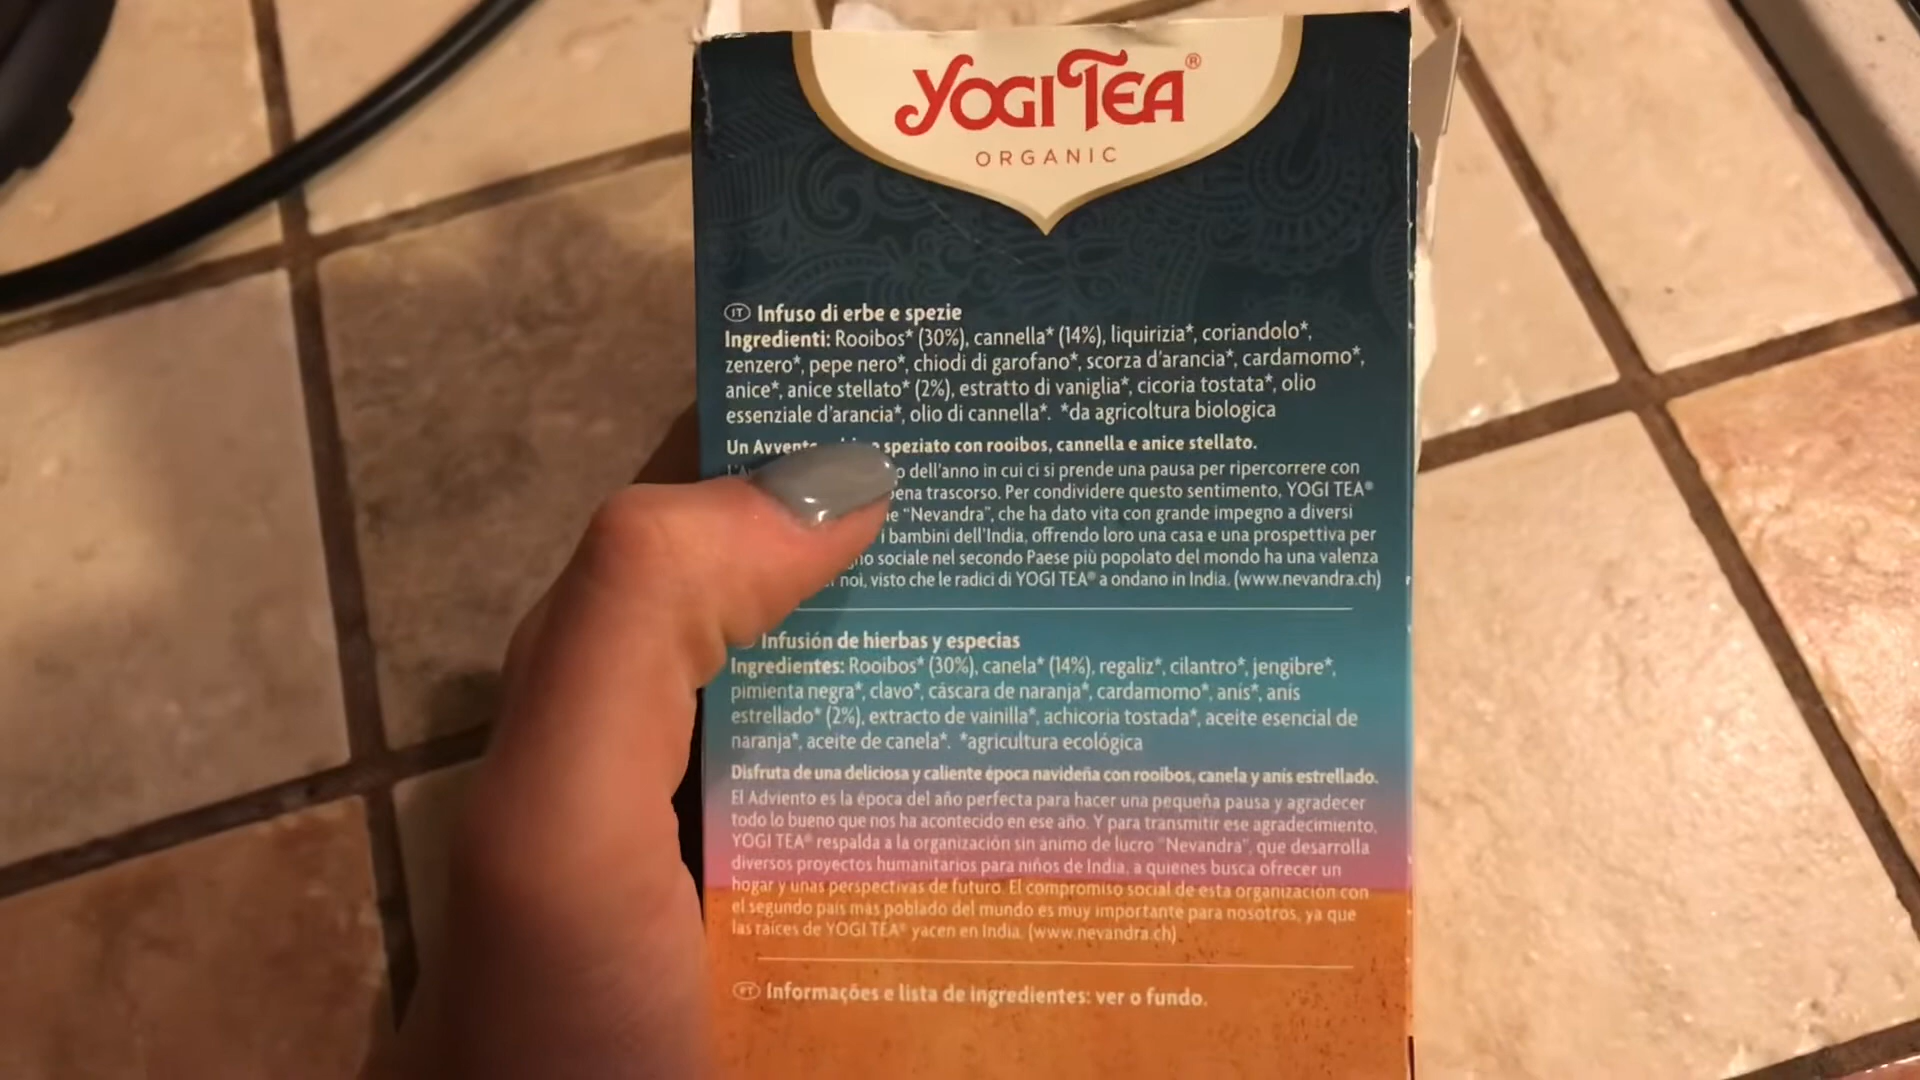 YOGI TEA®
ORGANIC
IT Infuso di erbe e spezie
Ingredienti: Rooibos* (30%), cannella* (14%), liquirizia*, coriandolo*,
zenzero*, pepe nero*, chiodi di garofano*, scorza d'arancia*, cardamomo*,
anice*, anice stellato* (2%), estratto di vaniglia*, cicoria tostata*, olio
essenziale d'arancia*, olio di cannella*. *da agricoltura biologica
Un speziato con rooibos, cannella e anice stellato.
dell'anno in cui ci si prende una pausa per ripercorrere con
trascorso. Per condividere questo sentimento, YOGI TEA®
"Nevandra", che ha dato vita con grande impegno a diversi
i bambini dell'India, offrendo loro una casa e una prospettiva per
sociale nel secondo Paese più popolato del mondo ha una valenza
noi, visto che le radici di YOGI TEA® a ondano in India. (www.nevandra.ch)
Infusión de hierbas y especias
Ingredientes: Rooibos* (30%), canela* (14%), regaliz*, cilantro*, jengibre*,
pimienta negra*, clavo*, cáscara de naranja*, cardamomo*, anís*, anís
estrellado* (2%), extracto de vainilla*, achicoria tostada*, aceite esencial de
naranja*, aceite de canela*. *agricultura ecológica
Disfruta de una deliciosa y caliente época navideña con rooibos, canela y anís estrellado.
El Adviento es la época del año perfecta para hacer una pequeña pausa y agradecer
todo lo bueno que nos ha acontecido en ese año. Y para transmitir ese agradecimiento,
YOGI TEA® respalda a la organización sin ánimo de lucro "Nevandra", que desarrolla
diversos proyectos humanitarios para niños de India, a quienes busca ofrecer un
hogar y unas perspectivas de futuro. El compromiso social de esta organización con
el segundo país más poblado del mundo es muy importante para nosotros, ya que
las raíces de YOGI TEA® yacen en India. (www.nevandra.ch)
PT Informações e lista de ingredientes: ver o fundo.